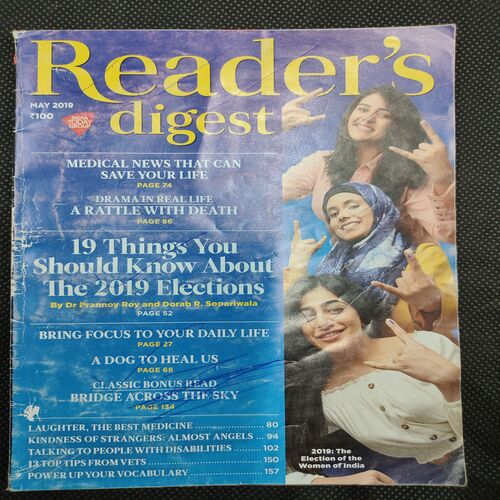 Reader's
digest
MAY 2019
₹100
INDIA
TODAY
GROUP
MEDICAL NEWS THAT CAN
SAVE YOUR LIFE
PAGE 74
DRAMA IN REAL LIFE
A RATTLE WITH DEATH
PAGE 86
19 Things You
Should Know About
The 2019 Elections
By Dr Prannoy Roy and Dorab R. Sopariwala
PAGE 52
BRING FOCUS TO YOUR DAILY LIFE
PAGE 27
A DOG TO HEAL US
PAGE 68
CLASSIC BONUS READ
BRIDGE ACROSS THE SKY
PAGE 134
LAUGHTER, THE BEST MEDICINE ..................... 80
KINDNESS OF STRANGERS: ALMOST ANGELS ... 94
TALKING TO PEOPLE WITH DISABILITIES ........... 102
13 TOP TIPS FROM VETS ................................. 150
POWER UP YOUR VOCABULARY ..................... 157
2019: The
Election of the
Women of India